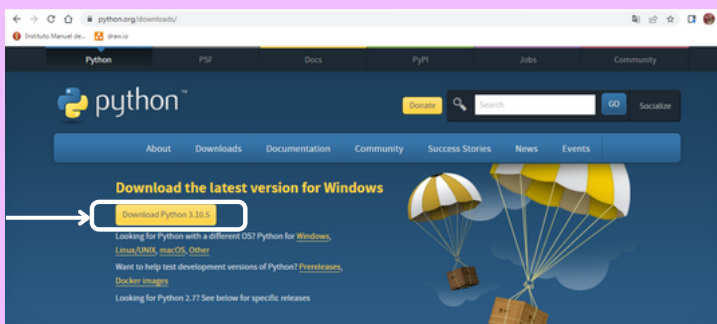 python.org/downloads/
Instituto Manuel de... draw.io
Python PSF Docs PyPI Jobs Community
python™
Donate Search GO Socialize
About Downloads Documentation Community Success Stories News Events
Download the latest version for Windows
Download Python 3.10.5
Looking for Python with a different OS? Python for Windows,
Linux/UNIX, macOS, Other
Want to help test development versions of Python? Prereleases,
Docker images
Looking for Python 2.7? See below for specific releases